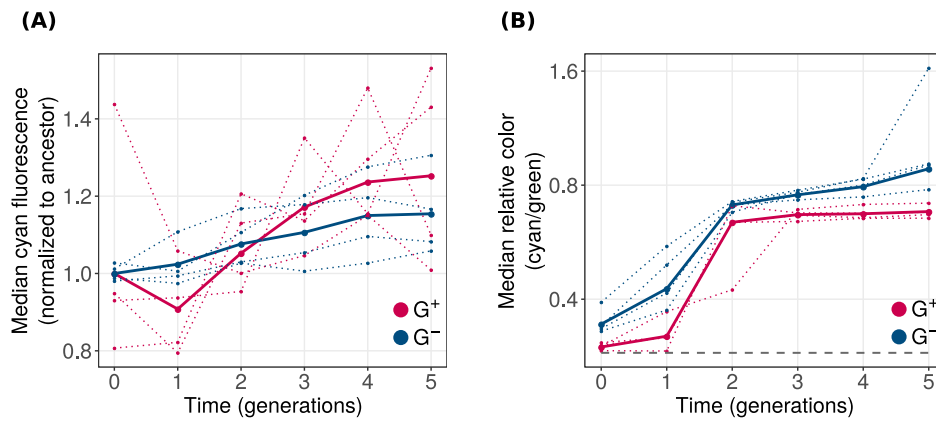 (A)
Median cyan fluorescence
(normalized to ancestor)
1.4
1.2
1.0
0.8
0 1 2 3 4 5
Time (generations)
G+
G−
(B)
Median relative color
(cyan/green)
1.6
0.8
0.4
0 1 2 3 4 5
Time (generations)
G+
G−